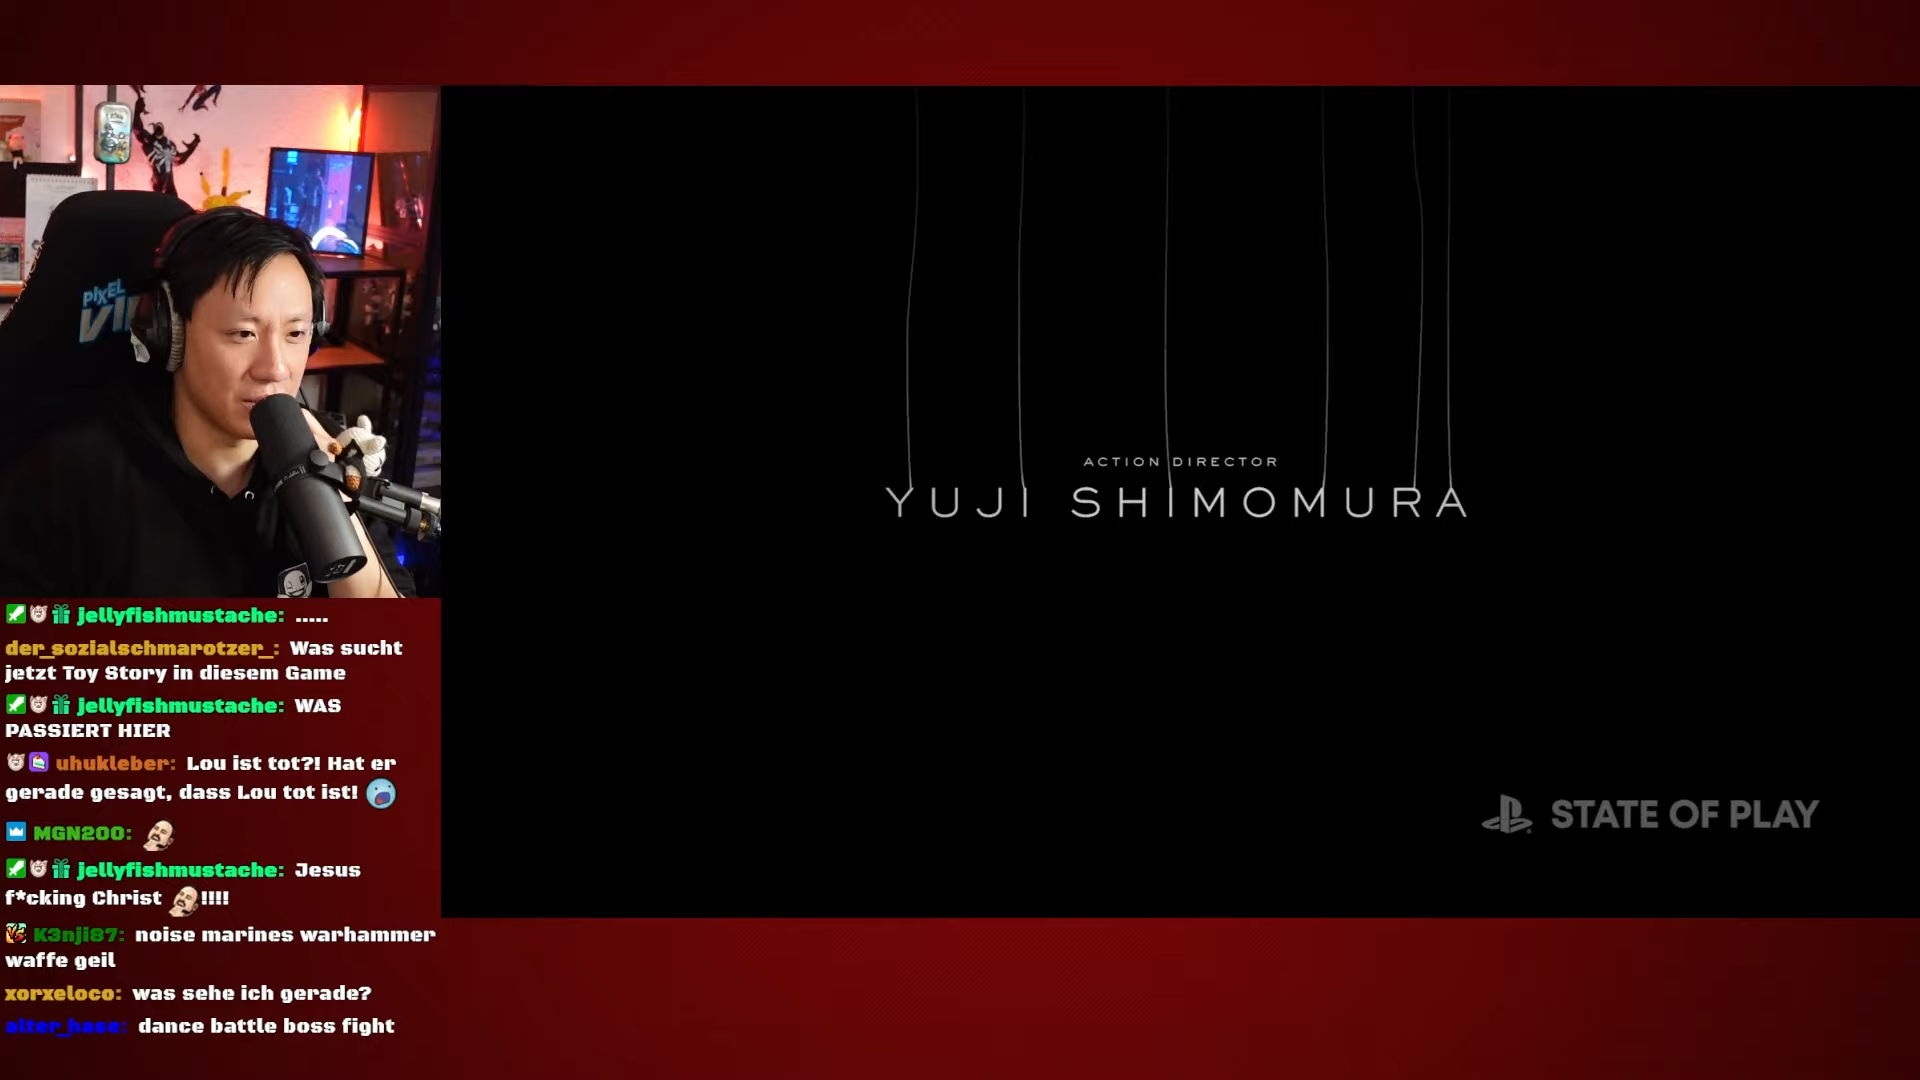 PIXEL
ACTION DIRECTOR
YUJI SHIMOMURA
STATE OF PLAY
jellyfishmustache: .....
der_sozialschmarotzer_: Was sucht
jetzt Toy Story in diesem Game
jellyfishmustache: WAS
PASSIERT HIER
uhukleber: Lou ist tot?! Hat er
gerade gesagt, dass Lou tot ist!
MGN200:
jellyfishmustache: Jesus
f*cking Christ !!!!
K3nji87: noise marines warhammer
waffe geil
xorxeloco: was sehe ich gerade?
alter_hase: dance battle boss fight